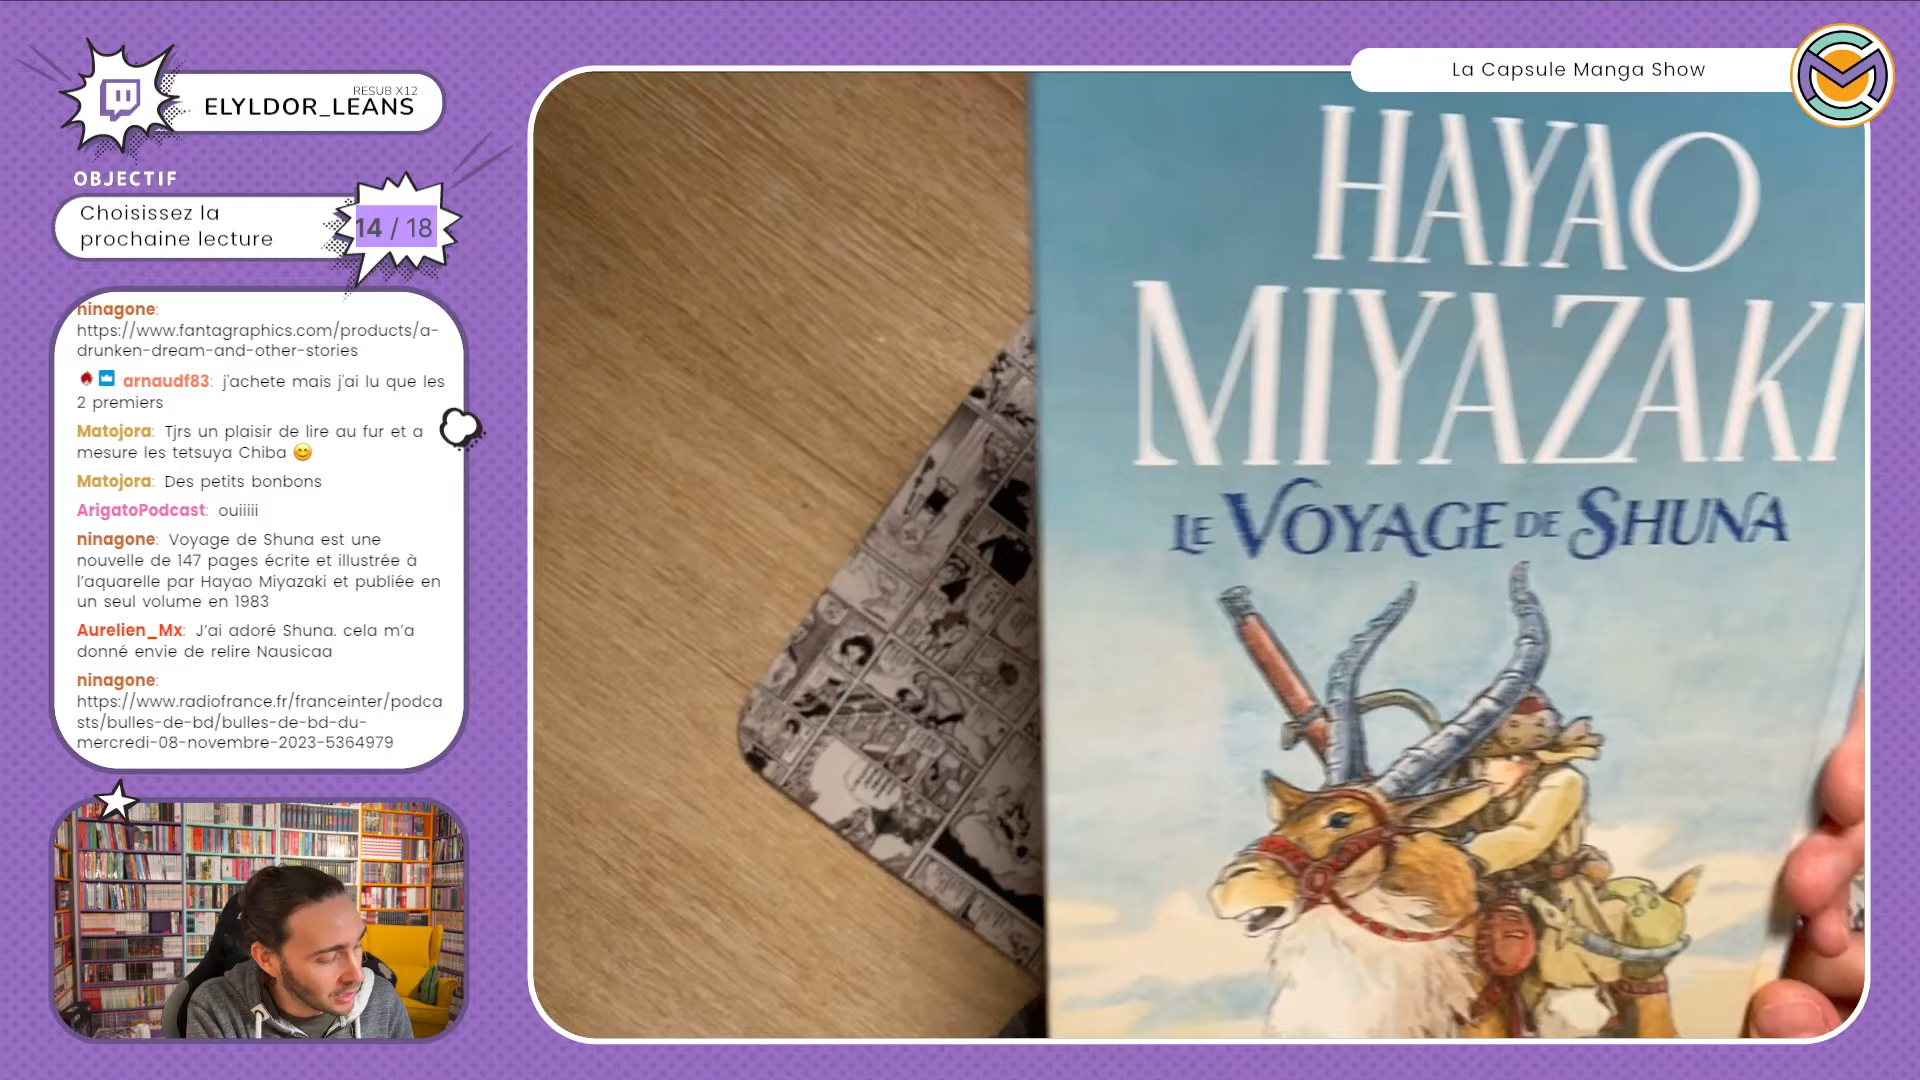 RESUB X12
ELYLDOR_LEANS
OBJECTIF
Choisissez la
prochaine lecture
14 / 18
ninagone:
https://www.fantagraphics.com/products/a-
drunken-dream-and-other-stories
arnaudf83: j'achete mais j'ai lu que les
2 premiers
Matojora: Tjrs un plaisir de lire au fur et a
mesure les tetsuya Chiba 😊
Matojora: Des petits bonbons
ArigatoPodcast: ouiiiii
ninagone: Voyage de Shuna est une
nouvelle de 147 pages écrite et illustrée à
l’aquarelle par Hayao Miyazaki et publiée en
un seul volume en 1983
Aurelien_Mx: J’ai adoré Shuna. cela m’a
donné envie de relire Nausicaa
ninagone:
https://www.radiofrance.fr/franceinter/podca
sts/bulles-de-bd/bulles-de-bd-du-
mercredi-08-novembre-2023-5364979
La Capsule Manga Show
HAYAO
MIYAZAKI
LE VOYAGE DE SHUNA